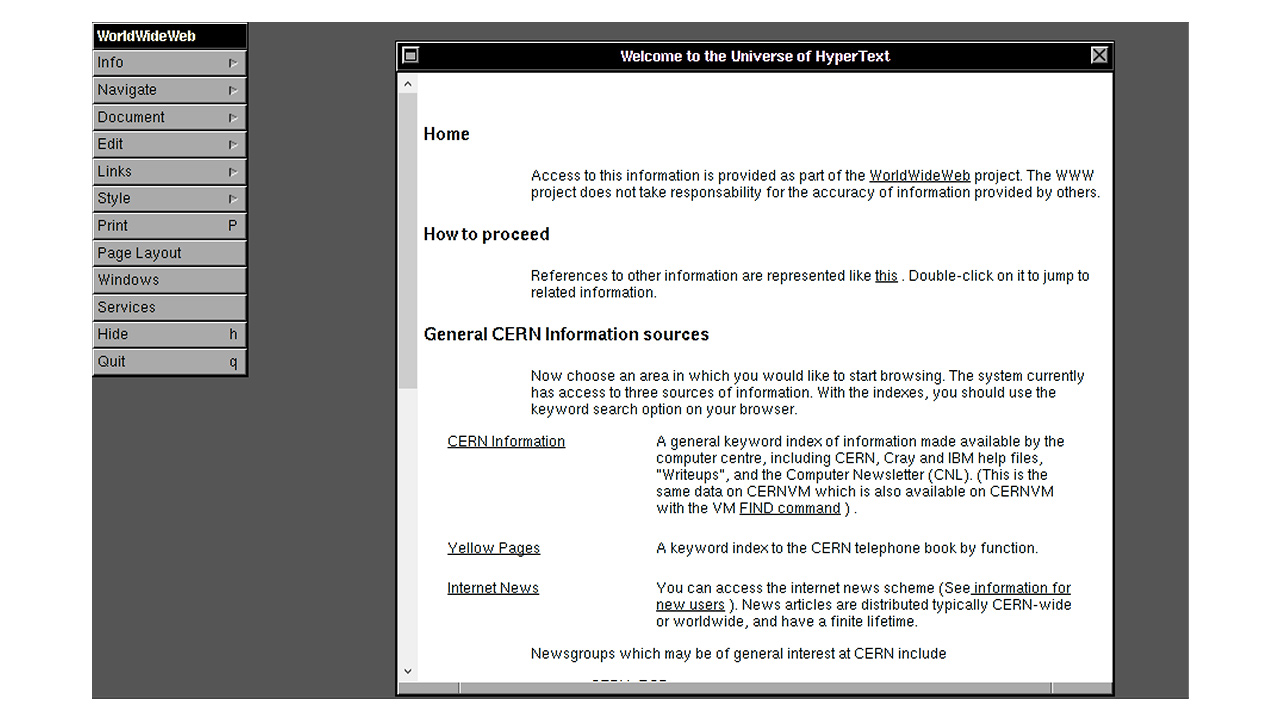 WorldWideWeb
Info
Navigate
Document
Edit
Links
Style
Print P
Page Layout
Windows
Services
Hide h
Quit q
Welcome to the Universe of HyperText
Home
Access to this information is provided as part of the WorldWideWeb project. The WWW
project does not take responsability for the accuracy of information provided by others.
How to proceed
References to other information are represented like this . Double-click on it to jump to
related information.
General CERN Information sources
Now choose an area in which you would like to start browsing. The system currently
has access to three sources of information. With the indexes, you should use the
keyword search option on your browser.
CERN Information
A general keyword index of information made available by the
computer centre, including CERN, Cray and IBM help files,
"Writeups", and the Computer Newsletter (CNL). (This is the
same data on CERNVM which is also available on CERNVM
with the VM FIND command ) .
Yellow Pages
A keyword index to the CERN telephone book by function.
Internet News
You can access the internet news scheme (See information for
new users ). News articles are distributed typically CERN-wide
or worldwide, and have a finite lifetime.
Newsgroups which may be of general interest at CERN include